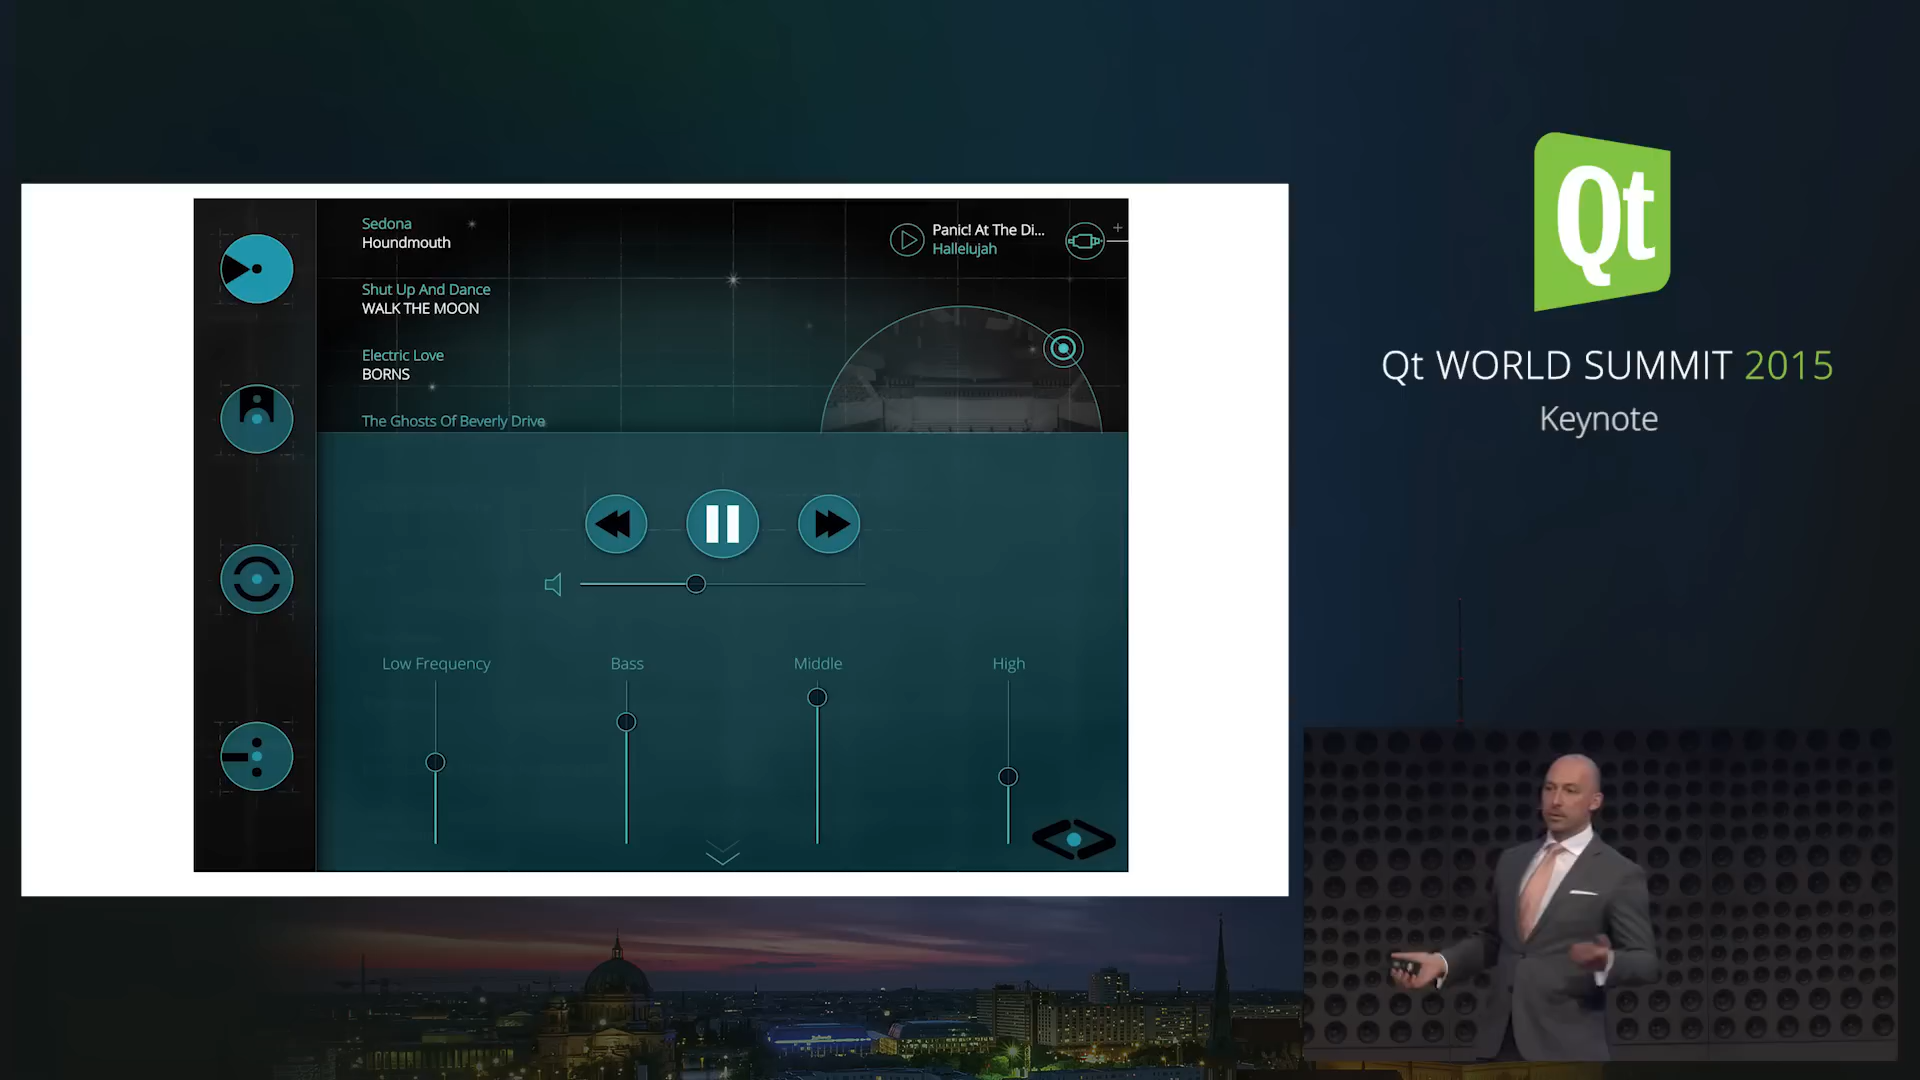 Sedona
Houndmouth
Shut Up And Dance
WALK THE MOON
Electric Love
BORNS
The Ghosts Of Beverly Drive
Panic! At The Di...
Hallelujah
Low Frequency
Bass
Middle
High
Qt
Qt WORLD SUMMIT 2015
Keynote